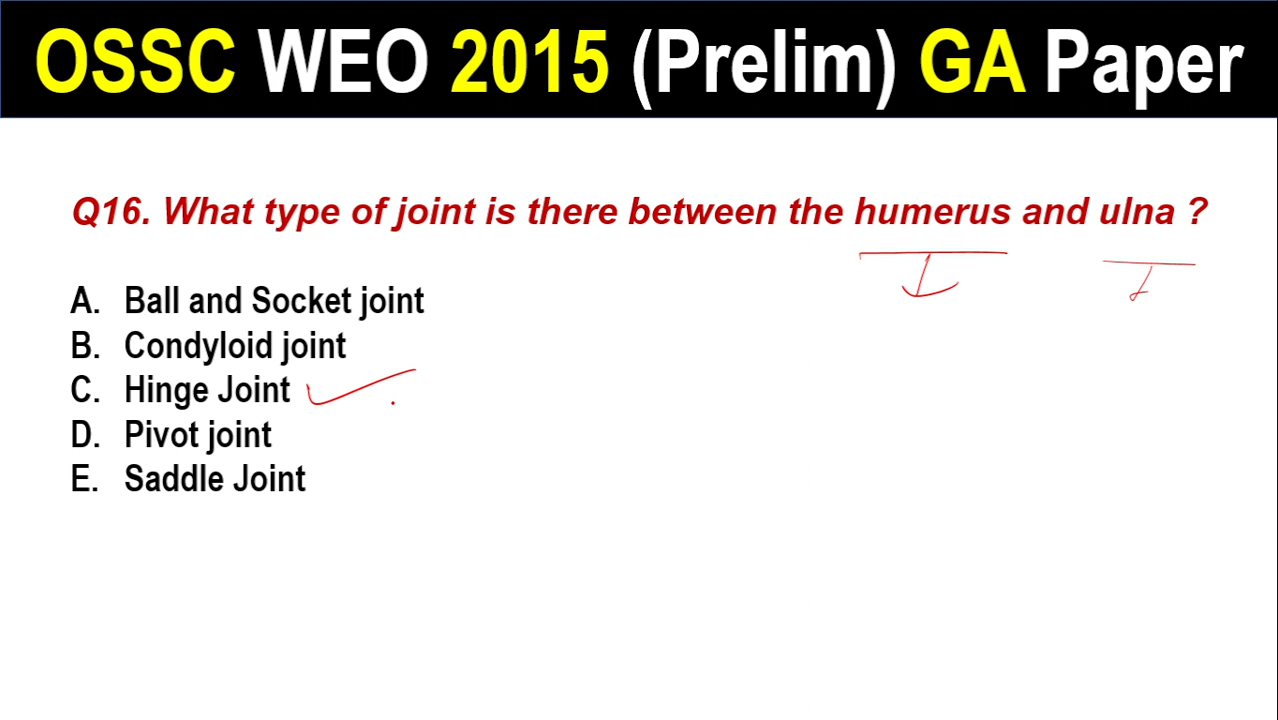 OSSC WEO 2015 (Prelim) GA Paper
Q16. What type of joint is there between the humerus and ulna ?
A. Ball and Socket joint
B. Condyloid joint
C. Hinge Joint
D. Pivot joint
E. Saddle Joint